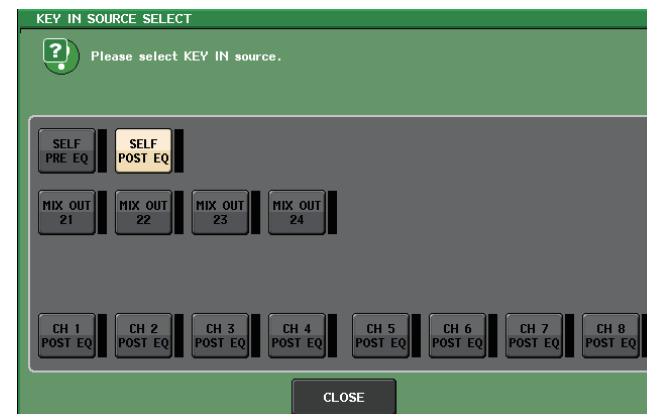 KEY IN SOURCE SELECT
Please select KEY IN source.
SELF PRE EQ
SELF POST EQ
MIX OUT 21
MIX OUT 22
MIX OUT 23
MIX OUT 24
CH 1 POST EQ
CH 2 POST EQ
CH 3 POST EQ
CH 4 POST EQ
CH 5 POST EQ
CH 6 POST EQ
CH 7 POST EQ
CH 8 POST EQ
CLOSE